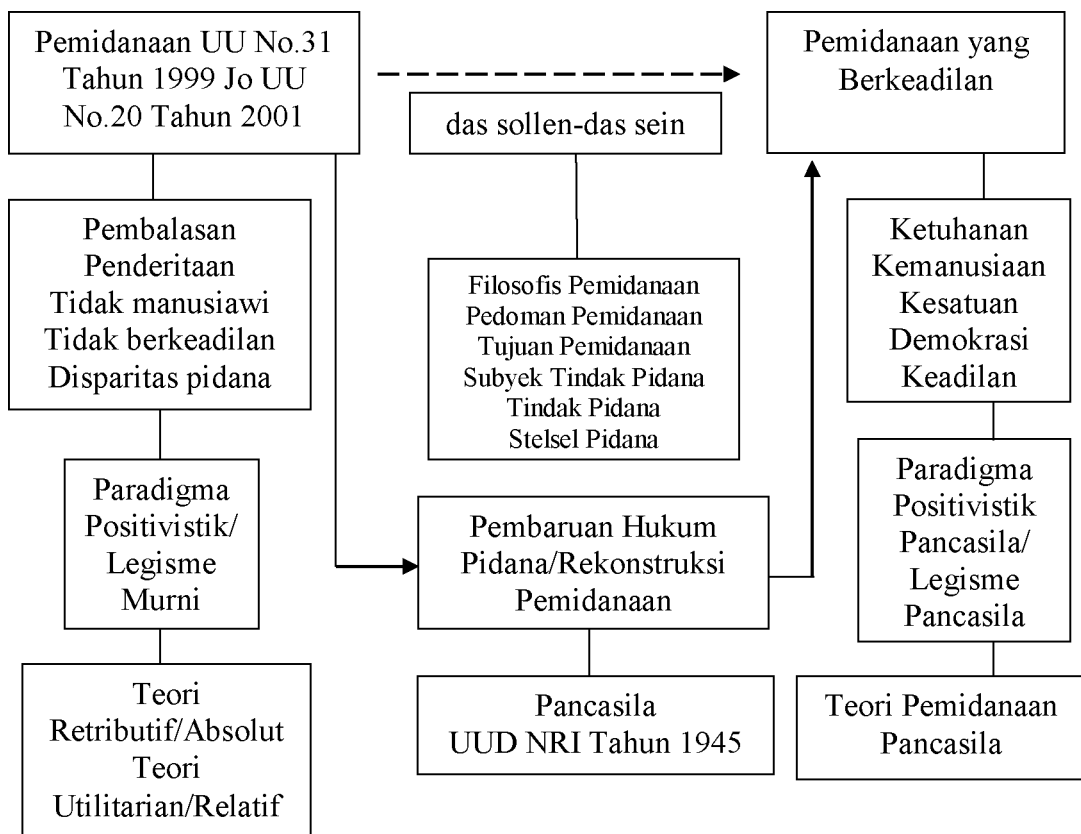 Pemidanaan UU No.31
Tahun 1999 Jo UU
No.20 Tahun 2001
Pembalasan
Penderitaan
Tidak manusiawi
Tidak berkeadilan
Disparitas pidana
Paradigma
Positivistik/
Legisme
Murni
Teori
Retributif/Absolut
Teori
Utilitarian/Relatif
das sollen-das sein
Filosofis Pemidanaan
Pedoman Pemidanaan
Tujuan Pemidanaan
Subyek Tindak Pidana
Tindak Pidana
Stelsel Pidana
Pembaruan Hukum
Pidana/Rekonstruksi
Pemidanaan
Pancasila
UUD NRI Tahun 1945
Pemidanaan yang
Berkeadilan
Ketuhanan
Kemanusiaan
Kesatuan
Demokrasi
Keadilan
Paradigma
Positivistik
Pancasila/
Legisme
Pancasila
Teori Pemidanaan
Pancasila